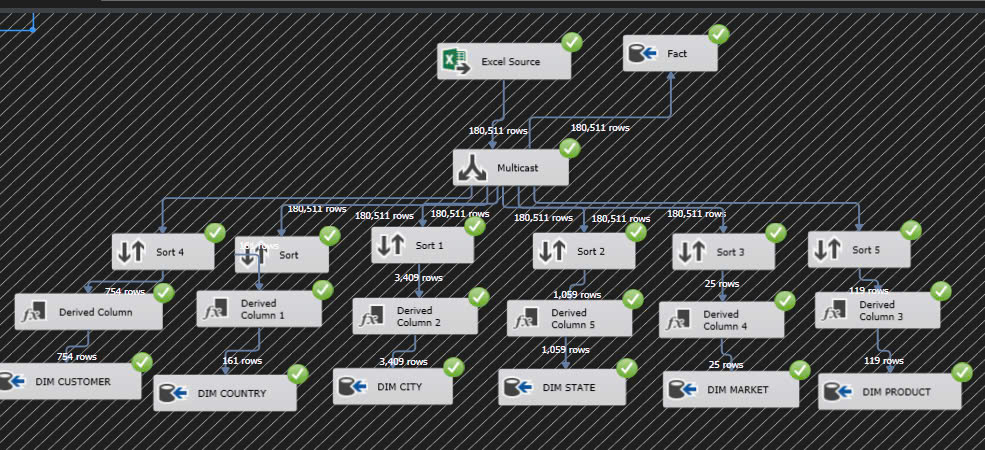 Excel Source
Fact
180,511 rows
180,511 rows
Multicast
180,511 rows
180,511 rows
180,511 rows
180,511 rows
180,511 rows
180,511 rows
Sort 4
Sort
Sort 1
Sort 2
Sort 3
Sort 5
161 rows
754 rows
3,409 rows
1,059 rows
25 rows
119 rows
Derived Column
Derived
Column 1
Derived
Column 2
Derived
Column 5
Derived
Column 4
Derived
Column 3
754 rows
161 rows
3,409 rows
1,059 rows
25 rows
119 rows
DIM CUSTOMER
DIM COUNTRY
DIM CITY
DIM STATE
DIM MARKET
DIM PRODUCT